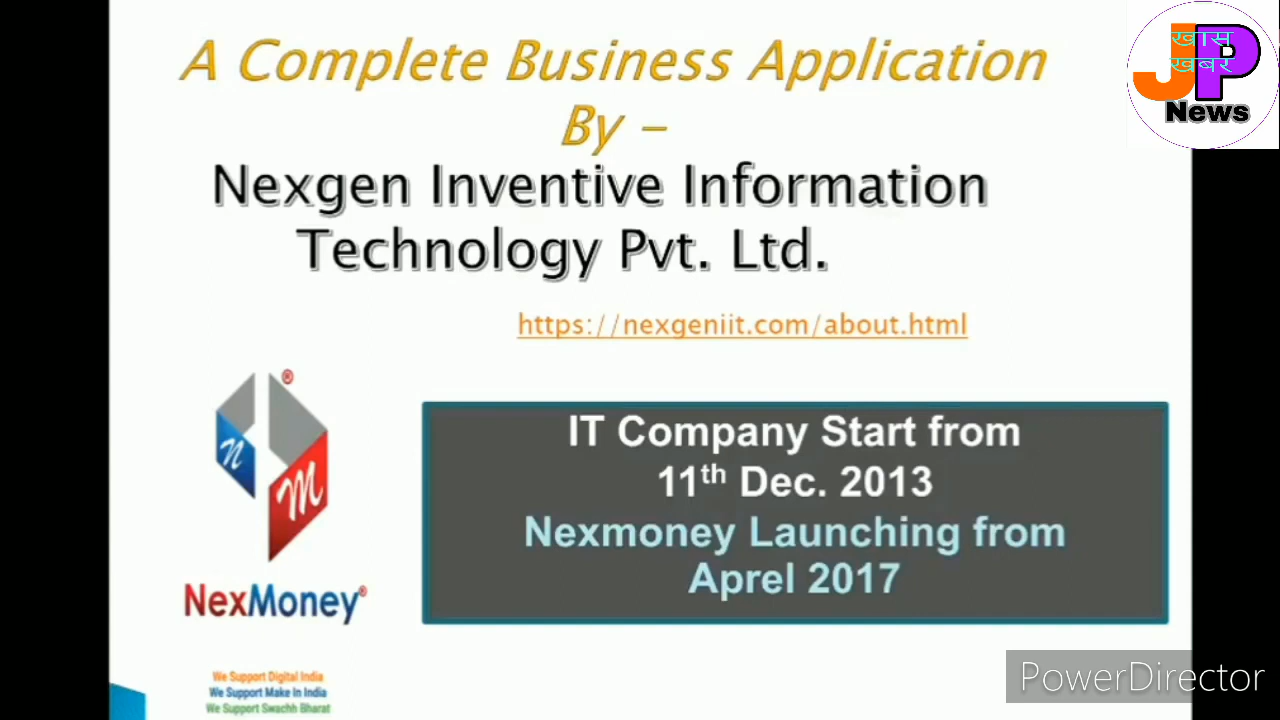 A Complete Business Application
By –
Nexgen Inventive Information
Technology Pvt. Ltd.
https://nexgeniit.com/about.html
IT Company Start from
11th Dec. 2013
Nexmoney Launching from
Aprel 2017
n m ®
NexMoney®
We Support Digital India
We Support Make In India
We Support Swachh Bharat
JP
खास
खबर
News
PowerDirector